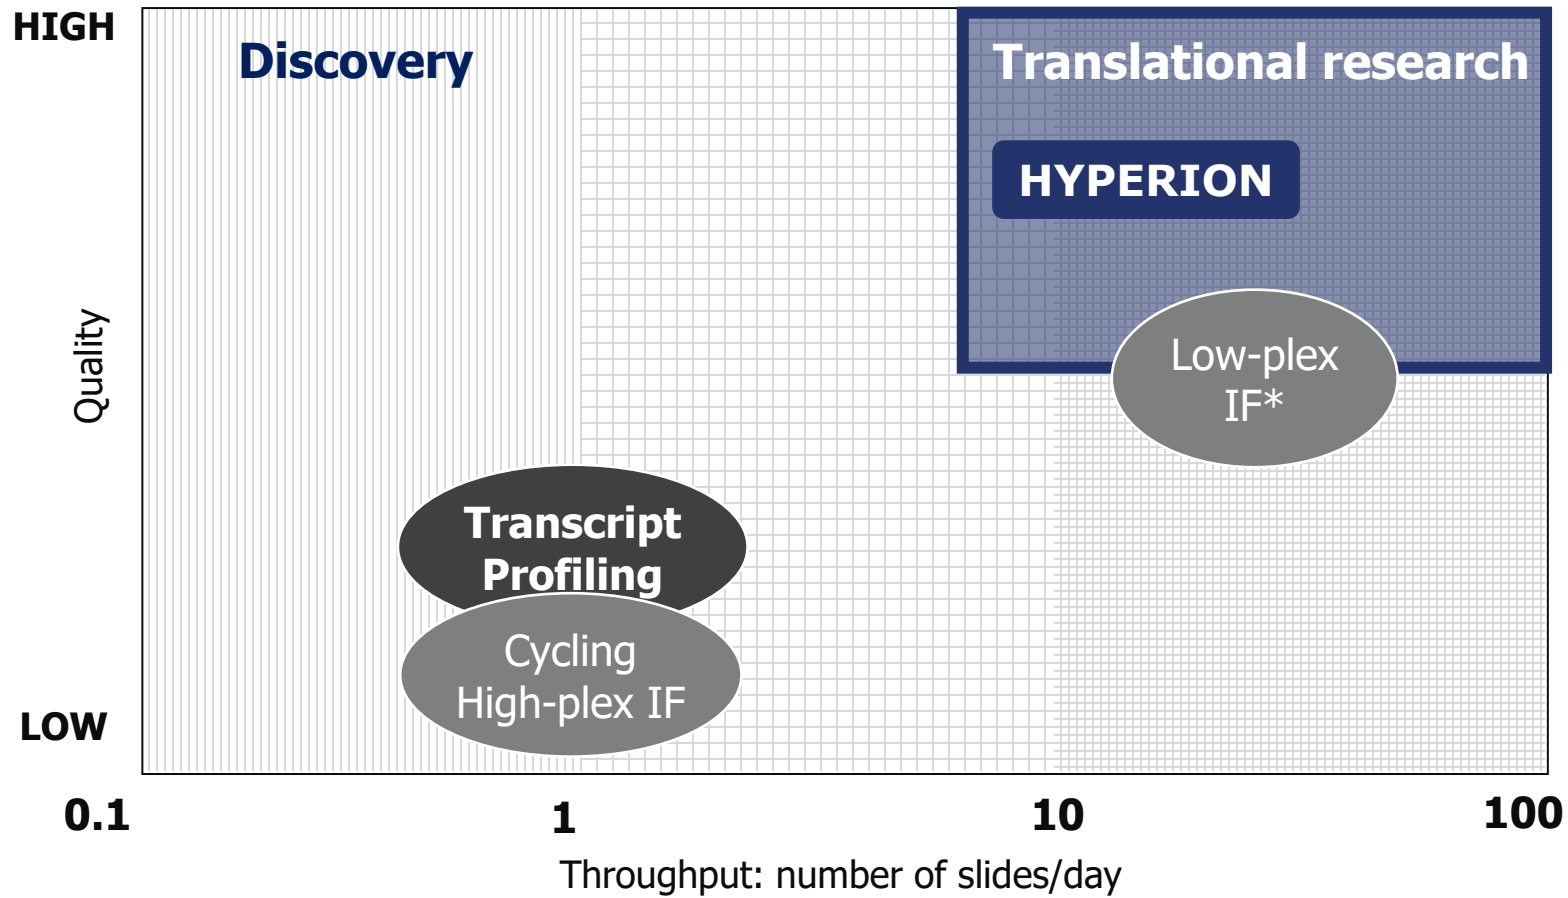 HIGH
Discovery
Translational research
HYPERION
Quality
Low-plex
IF*
Transcript
Profiling
Cycling
High-plex IF
LOW
0.1
1
10
100
Throughput: number of slides/day